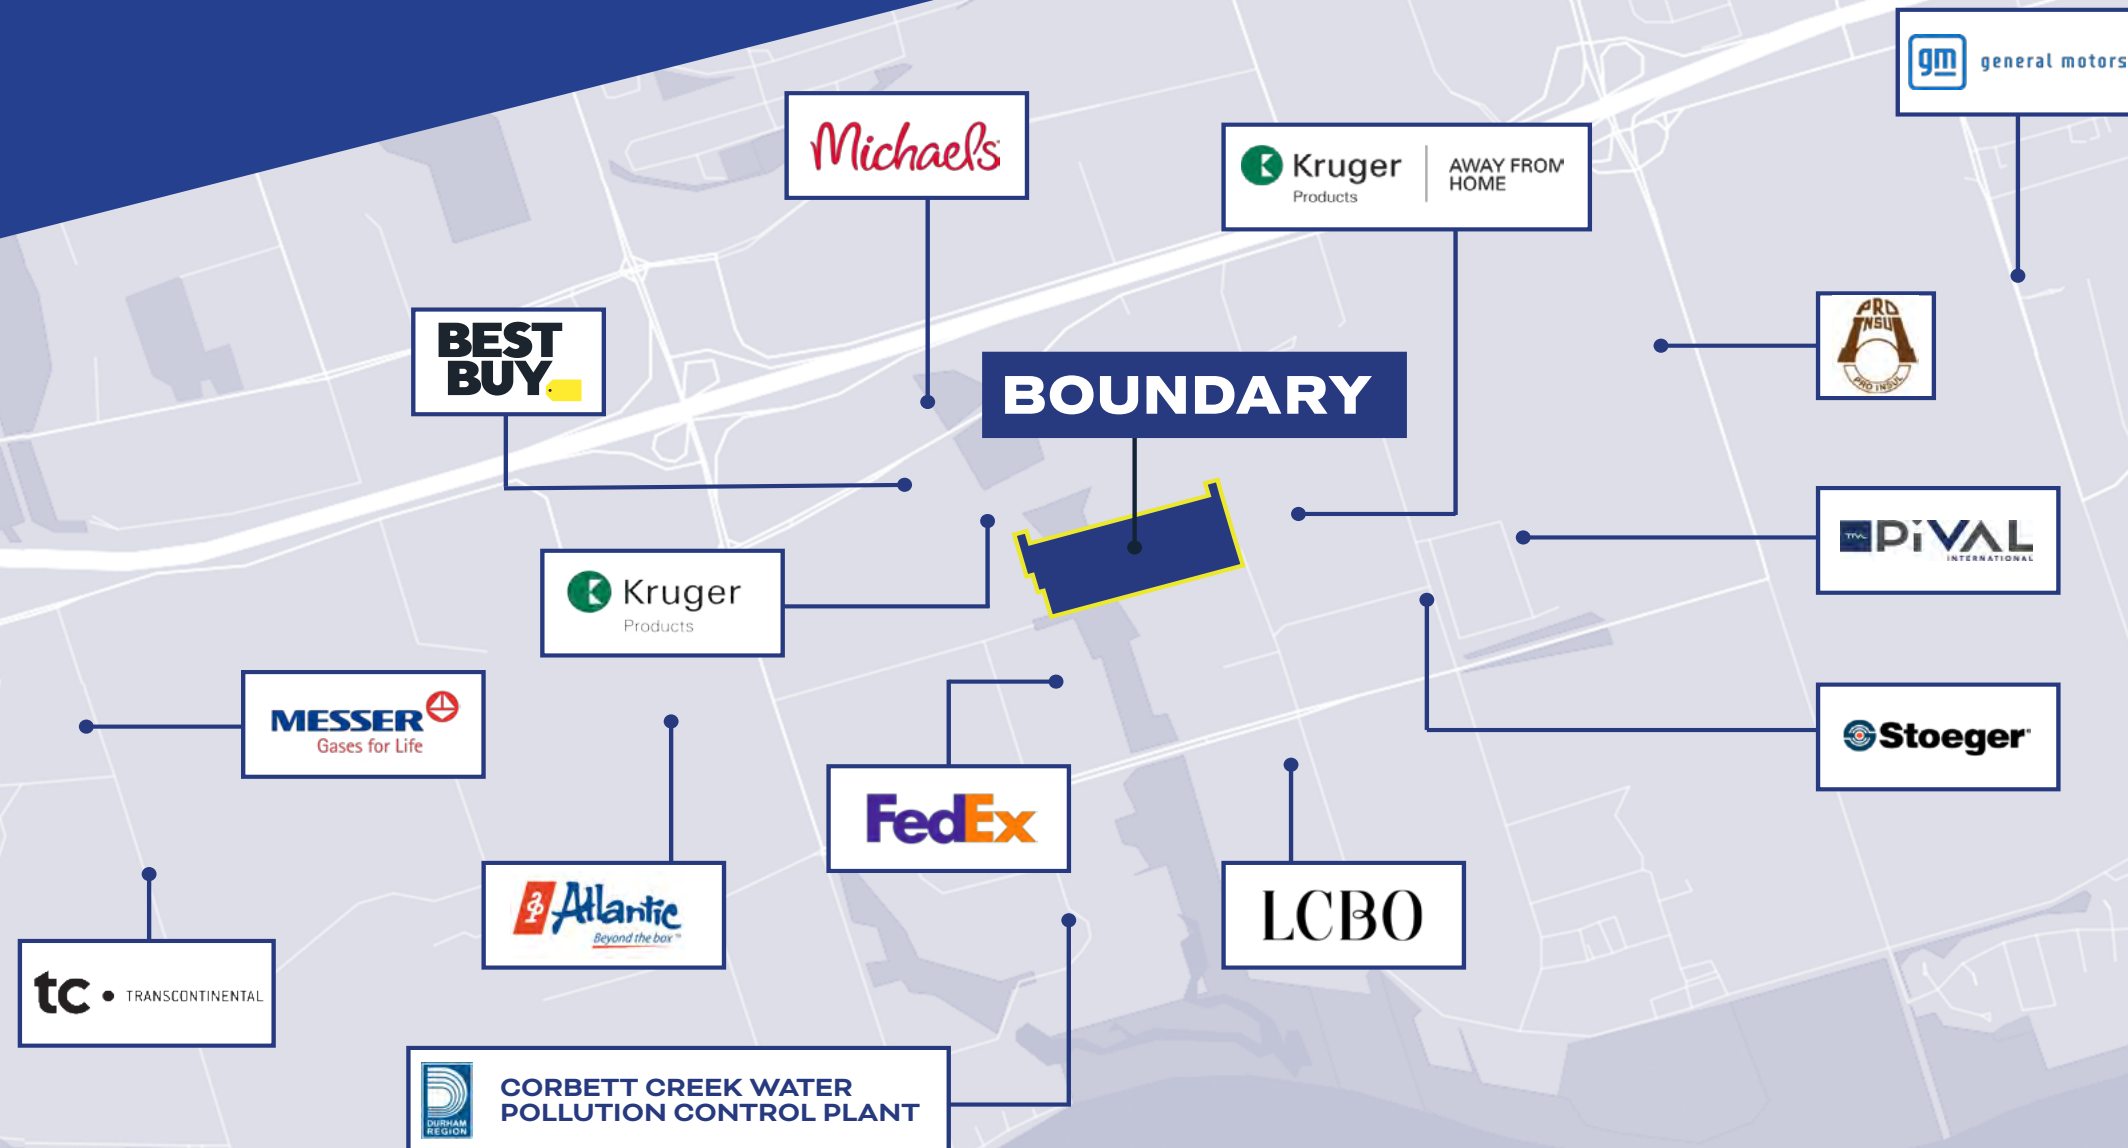 gm general motors
Michaels
Kruger
Products
AWAY FROM
HOME
PRO
INSUL
PRO INSUL
BEST
BUY
BOUNDARY
PiVAL
INTERNATIONAL
Kruger
Products
MESSER
Gases for Life
Stoeger
FedEx
Atlantic
Beyond the box™
LCBO
tc • TRANSCONTINENTAL
DURHAM
REGION
CORBETT CREEK WATER
POLLUTION CONTROL PLANT